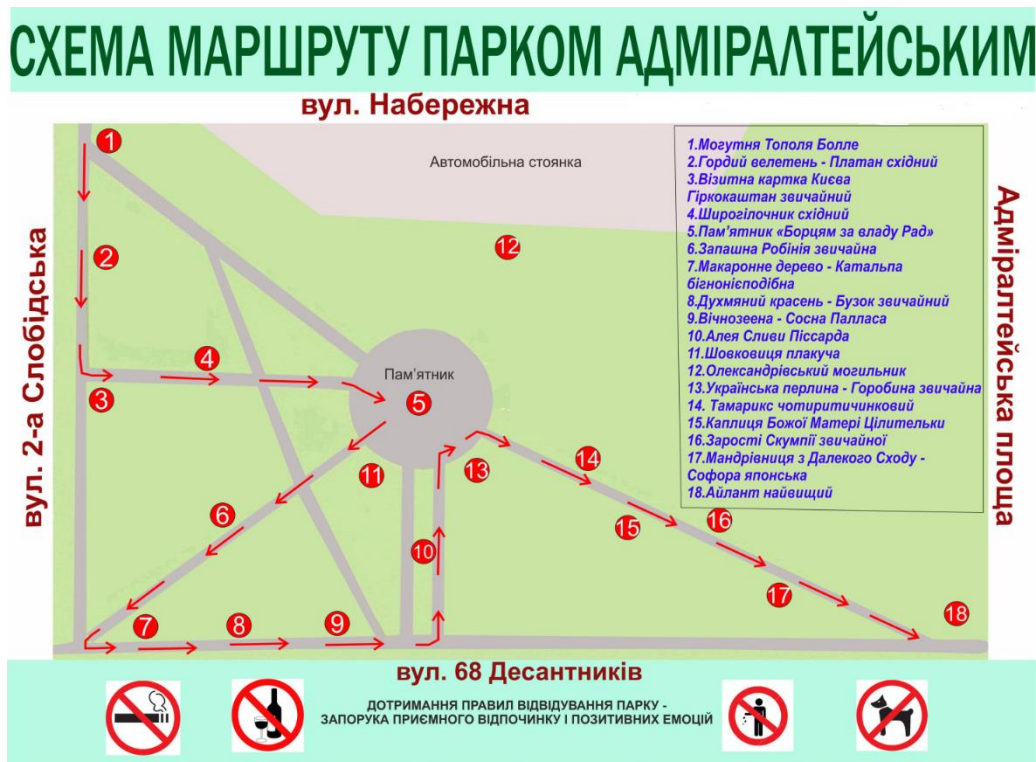 СХЕМА МАРШРУТУ ПАРКОМ АДМІРАЛТЕЙСЬКИМ
вул. Набережна
Автомобільна стоянка
вул. 2-а Слобідська
Адміралтейська площа
Пам'ятник
1
2
3
4
5
6
7
8
9
10
11
12
13
14
15
16
17
18
1.Могутня Тополя Болле
2.Гордий велетень - Платан східний
3.Візитна картка Києва
Гіркокаштан звичайний
4.Широгілочник східний
5.Пам'ятник «Борцям за владу Рад»
6.Запашна Робінія звичайна
7.Макаронне дерево - Катальпа
бігнонієподібна
8.Духмяний красень - Бузок звичайний
9.Вічнозеена - Сосна Палласа
10.Алея Сливи Піссарда
11.Шовковиця плакуча
12.Олександрівский могильник
13.Українська перлина - Горобина звичайна
14. Тамарикс чотиритичинковий
15.Каплиця Божої Матері Цілительки
16.Зарості Скумпії звичайної
17.Мандрівниця з Далекого Сходу -
Софора японська
18.Айлант найвищий
вул. 68 Десантників
ДОТРИМАННЯ ПРАВИЛ ВІДВІДУВАННЯ ПАРКУ -
ЗАПОРУКА ПРИЄМНОГО ВІДПОЧИНКУ І ПОЗИТИВНИХ ЕМОЦІЙ